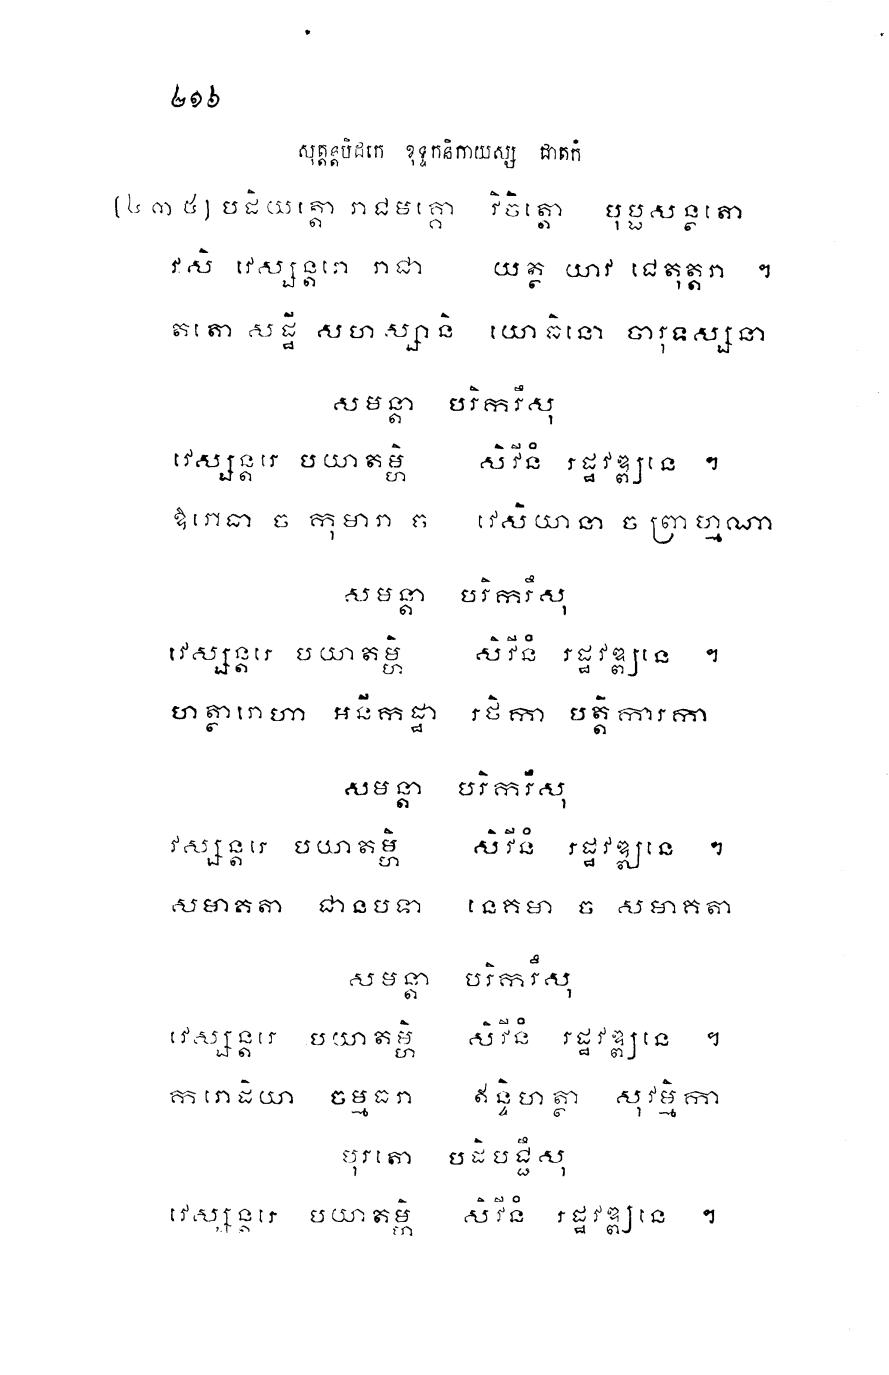 ៤១៦
សុត្តន្តបិដកេ ខុទ្ទកនិកាយស្ស ជាតកំ
(៤៣៥) បដិយត្តោ រាជមគ្គោ វិចិត្តោ បុប្ផសន្ថតោ
វសិ វេស្សន្តរោ រាជា យត្ថ យាវ ជេតុត្តរា ។
តតោ សដ្ឋី សហស្សានិ យោធិនោ ចារុទស្សនា
សមន្តា បរិករឹសុ
វេស្សន្តរេ បយាតម្ហិ សិវីនំ រដ្ឋវឌ្ឍនេ ។
ឱរោធា ច កុមារា ច វេសិយានា ច ព្រាហ្មណា
សមន្តា បរិករឹសុ
វេស្សន្តរេ បយាតម្ហិ សិវីនំ រដ្ឋវឌ្ឍនេ ។
ហត្ថារោហា អនីកដ្ឋា រថិកា បត្តិការកា
សមន្តា បរិករឹសុ
វស្សន្តរេ បយាតម្ហិ សិវីនំ រដ្ឋវឌ្ឍនេ ។
សមាគតា ជានបទា នេគមា ច សមាគតា
សមន្តា បរិករឹសុ
វេស្សន្តរេ បយាតម្ហិ សិវីនំ រដ្ឋវឌ្ឍនេ ។
ករោដិយា ចម្មធរា ឥន្ទិហត្ថា សុវម្មិកា
បុរតោ បដិបជ្ជឹសុ
វេស្សន្តរេ បយាតម្ហិ សិវីនំ រដ្ឋវឌ្ឍនេ ។